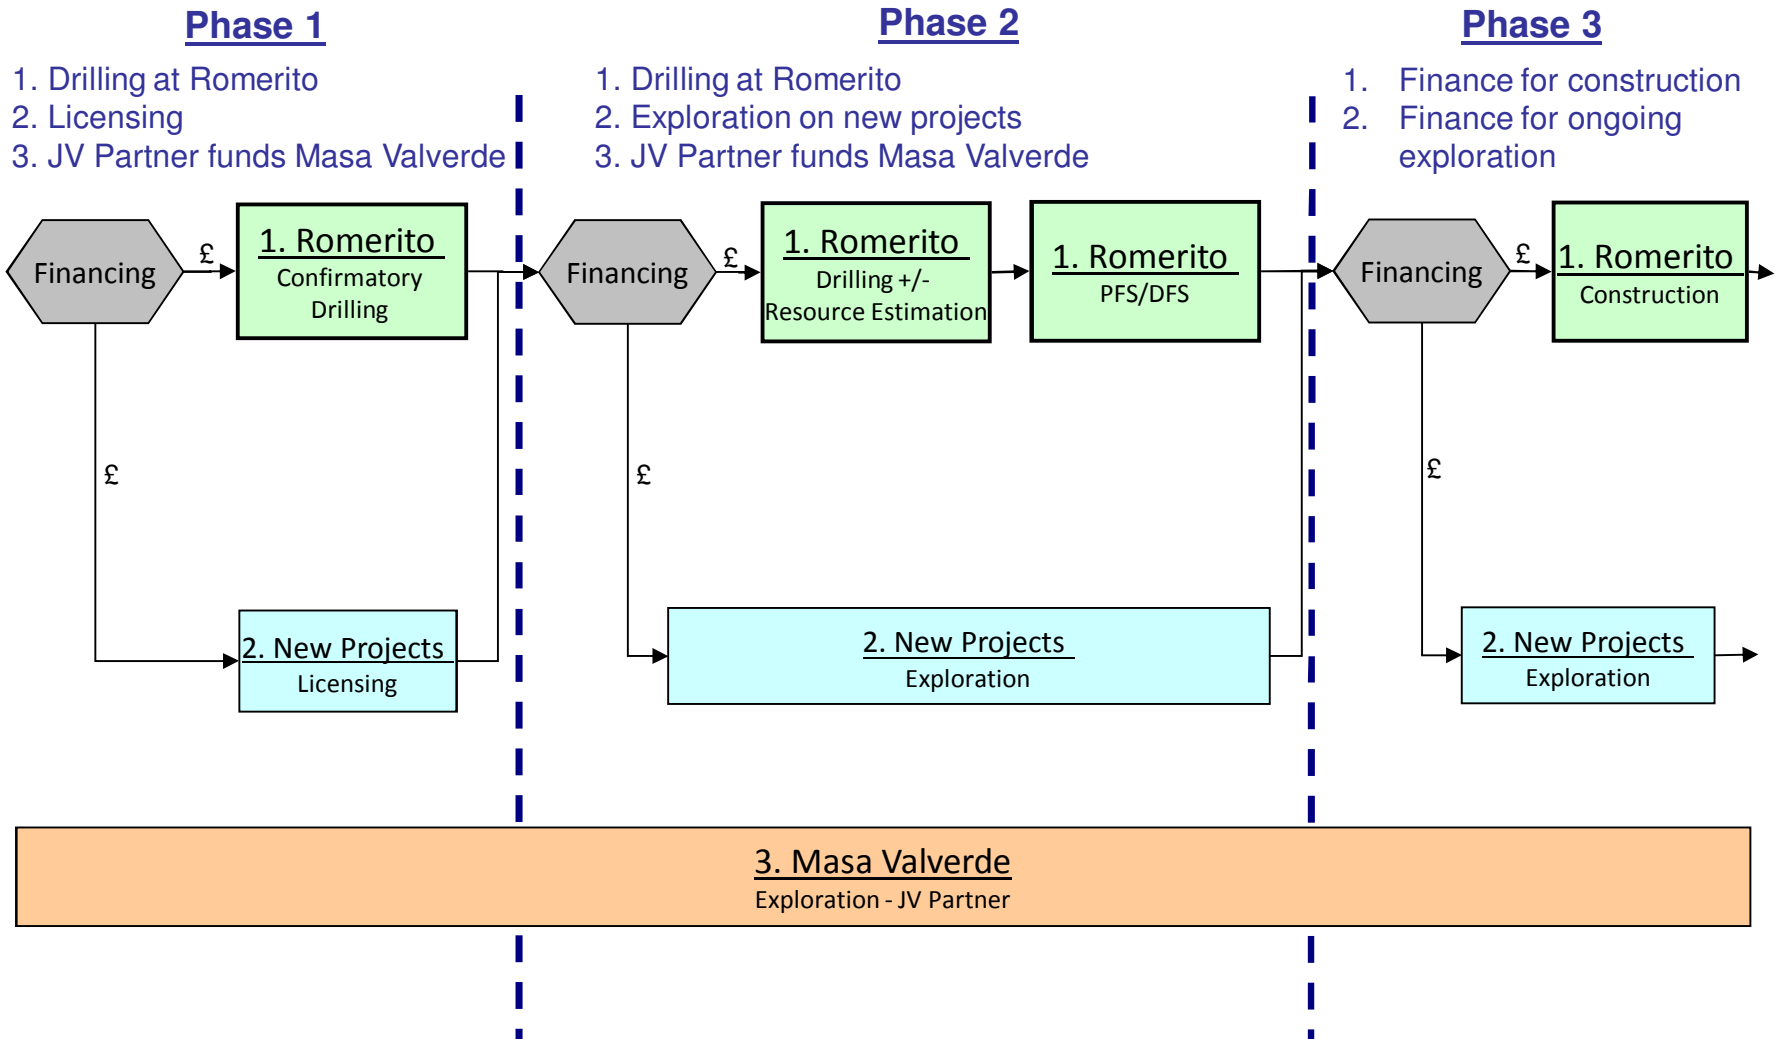 Phase 1
1. Drilling at Romerito
2. Licensing
3. JV Partner funds Masa Valverde
Phase 2
1. Drilling at Romerito
2. Exploration on new projects
3. JV Partner funds Masa Valverde
Phase 3
1. Finance for construction
2. Finance for ongoing
exploration
Financing
£
1. Romerito
Confirmatory
Drilling
£
2. New Projects
Licensing
Financing
£
1. Romerito
Drilling +/-
Resource Estimation
1. Romerito
PFS/DFS
£
2. New Projects
Exploration
Financing
£
1. Romerito
Construction
£
2. New Projects
Exploration
3. Masa Valverde
Exploration - JV Partner